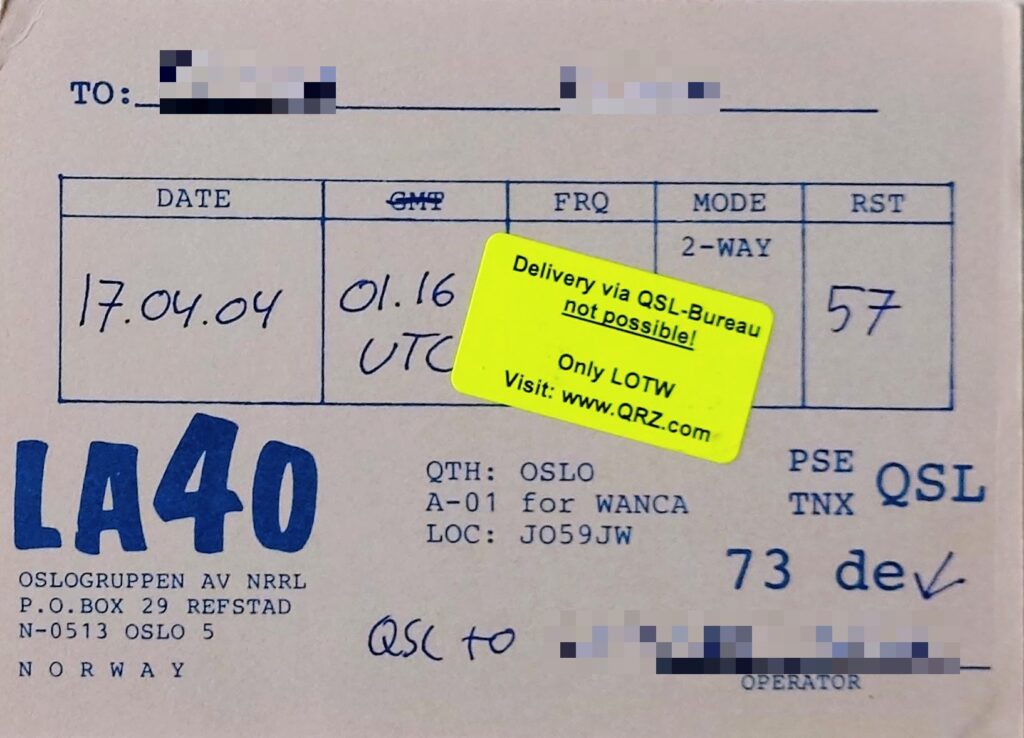 TO:
DATE GMT FRQ MODE RST
2-WAY
17.04.04 01.16 57
UTC
Delivery via QSL-Bureau
not possible!
Only LOTW
Visit: www.QRZ.com
LA4O
OSLOGRUPPEN AV NRRL
P.O.BOX 29 REFSTAD
N-0513 OSLO 5
NORWAY
QTH: OSLO
A-01 for WANCA
LOC: JO59JW
PSE
TNX QSL
73 de
QSL to
OPERATOR